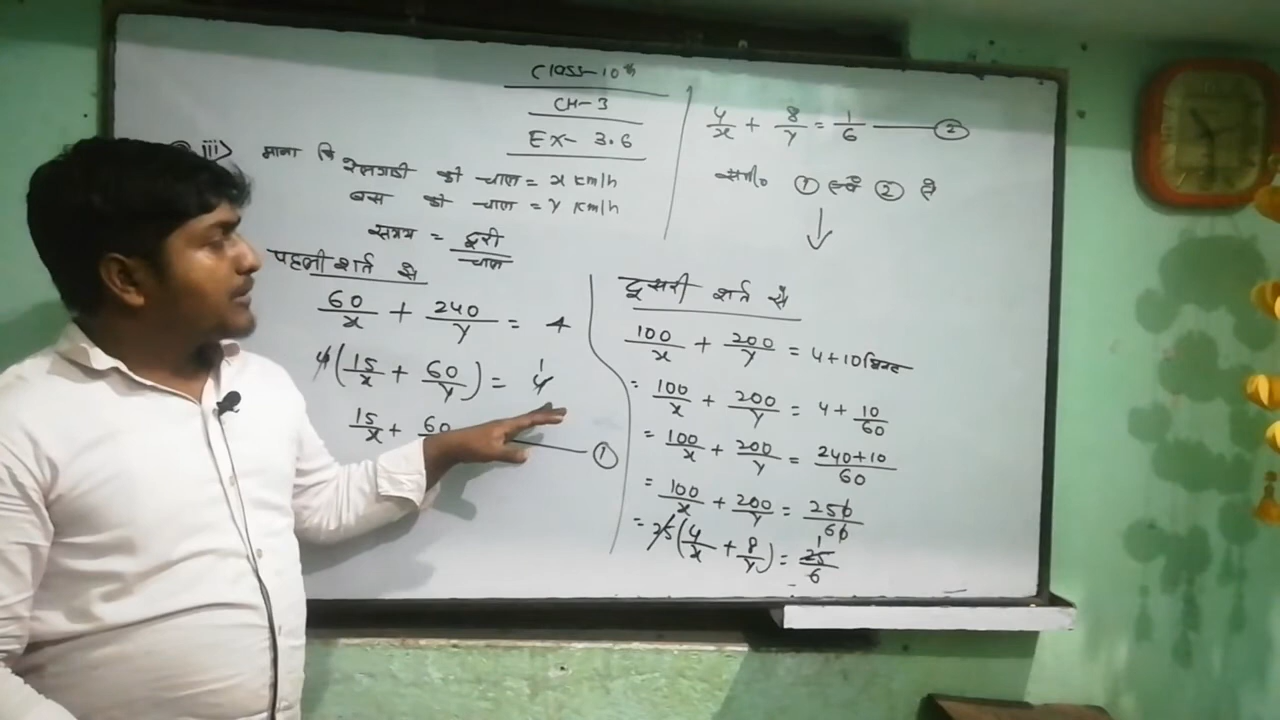 Class-10th
CH-3
EX-3.6
iii> माना कि रेलगाडी की चाल = x km/h
बस की चाल = y km/h
समय = दूरी/चाल
पहली शर्त से
60/x + 240/y = 4
4(15/x + 60/y) = 4 1
15/x + 60 ——— ①
4/x + 8/y = 1/6 ——— ②
समी० ① एवं ② से
↓
दूसरी शर्त से
100/x + 200/y = 4+10 मिनट
= 100/x + 200/y = 4 + 10/60
= 100/x + 200/y = 240+10/60
= 100/x + 200/y = 250/60
= 25(4/x + 8/y) = 25 1/6